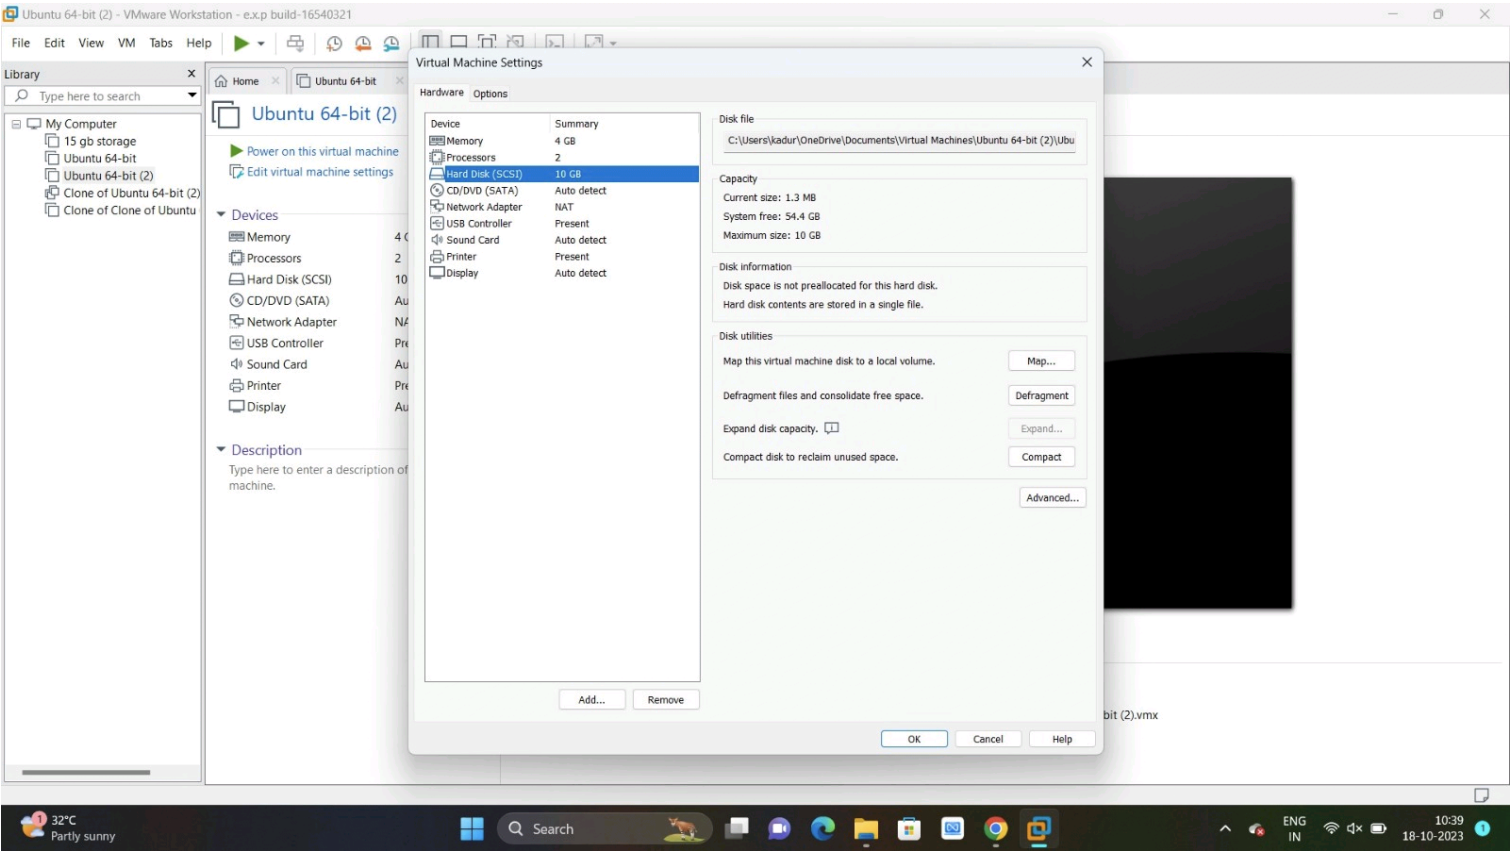 Ubuntu 64-bit (2) - VMware Workstation - e.x.p build-16540321
File Edit View VM Tabs Help
Library X
Type here to search
My Computer
15 gb storage
Ubuntu 64-bit
Ubuntu 64-bit (2)
Clone of Ubuntu 64-bit (2)
Clone of Clone of Ubuntu
Home Ubuntu 64-bit
Ubuntu 64-bit (2)
Power on this virtual machine
Edit virtual machine settings
Devices
Memory 4 G
Processors 2
Hard Disk (SCSI) 10
CD/DVD (SATA) Au
Network Adapter NA
USB Controller Pre
Sound Card Au
Printer Pre
Display Au
Description
Type here to enter a description of
machine.
Virtual Machine Settings
Hardware Options
Device Summary
Memory 4 GB
Processors 2
Hard Disk (SCSI) 10 GB
CD/DVD (SATA) Auto detect
Network Adapter NAT
USB Controller Present
Sound Card Auto detect
Printer Present
Display Auto detect
Add... Remove
Disk file
C:\Users\kadur\OneDrive\Documents\Virtual Machines\Ubuntu 64-bit (2)\Ubu
Capacity
Current size: 1.3 MB
System free: 54.4 GB
Maximum size: 10 GB
Disk information
Disk space is not preallocated for this hard disk.
Hard disk contents are stored in a single file.
Disk utilities
Map this virtual machine disk to a local volume. Map...
Defragment files and consolidate free space. Defragment
Expand disk capacity. Expand...
Compact disk to reclaim unused space. Compact
Advanced...
OK Cancel Help
bit (2).vmx
1
32°C
Partly sunny
Search
ENG
IN
10:39
18-10-2023
1